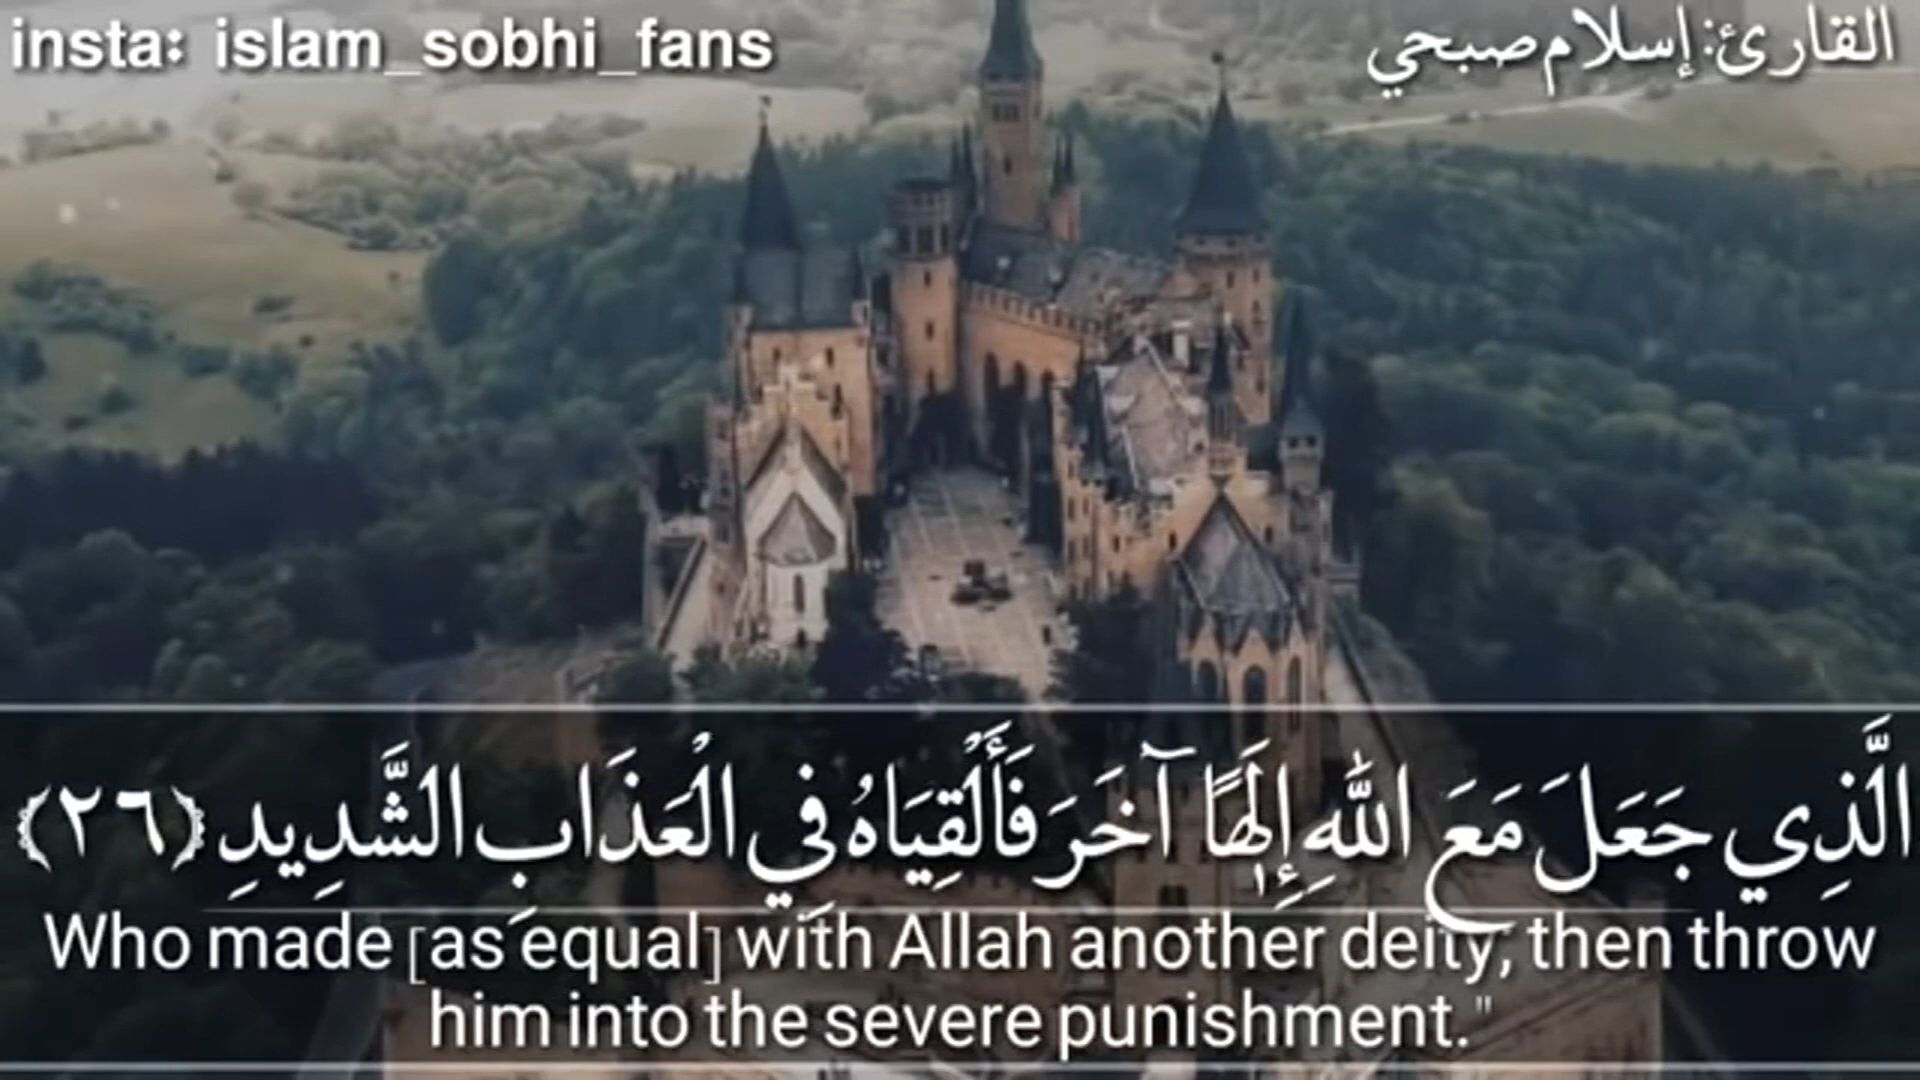 insta: islam_sobhi_fans
القارئ: إسلام صبحي
الَّذِي جَعَلَ مَعَ اللَّهِ إِلَٰهًا آخَرَ فَأَلْقِيَاهُ فِي الْعَذَابِ الشَّدِيدِ ﴿٢٦﴾
Who made [as equal] with Allah another deity, then throw
him into the severe punishment."